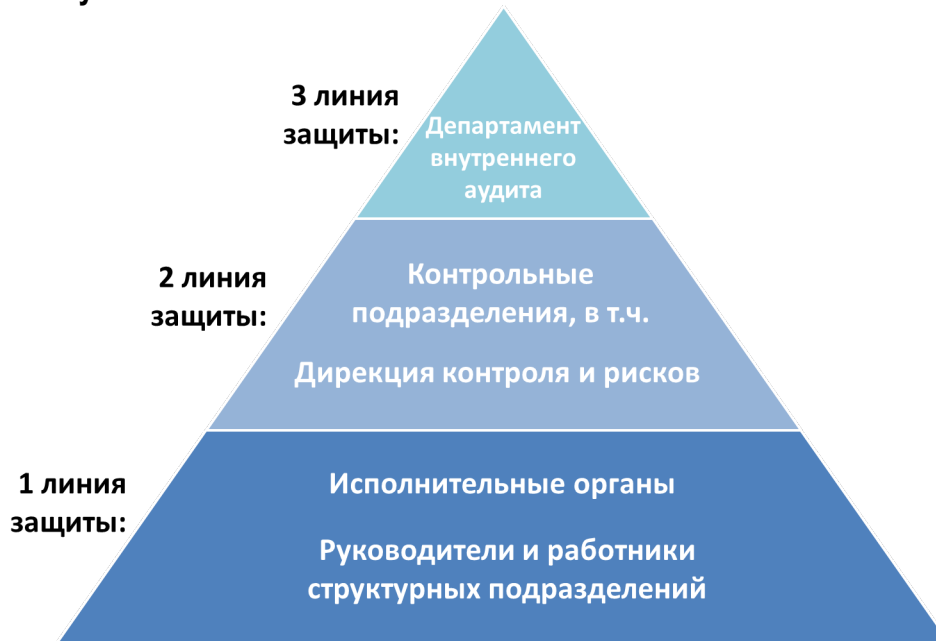 3 линия
защиты:
Департамент
внутреннего
аудита
2 линия
защиты:
Контрольные
подразделения, в т.ч.
Дирекция контроля и рисков
1 линия
защиты:
Исполнительные органы
Руководители и работники
структурных подразделений